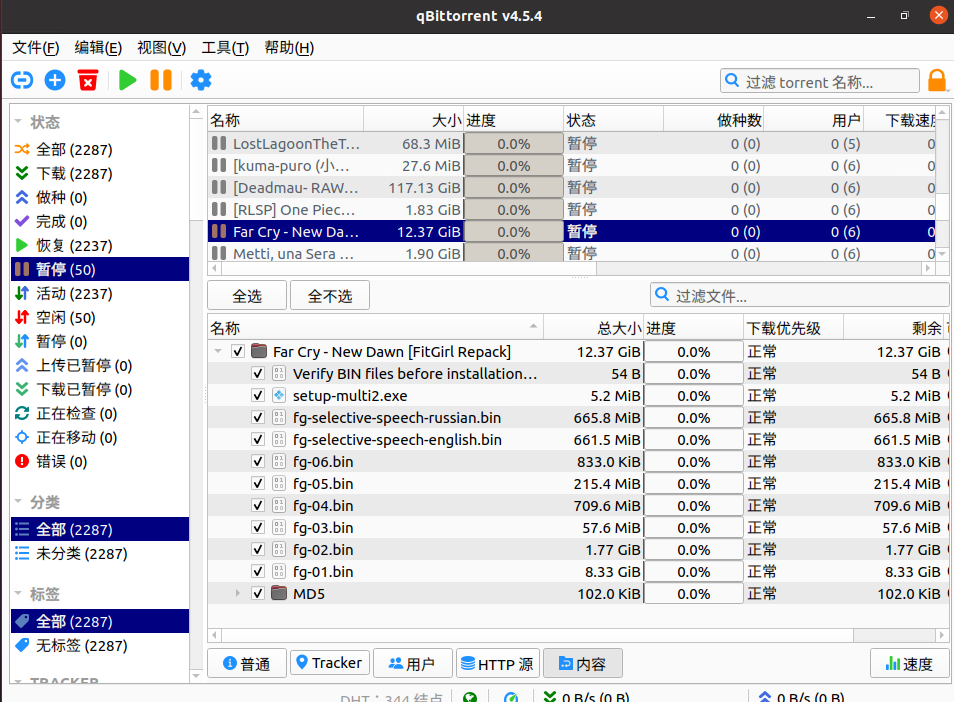 qBittorrent v4.5.4
文件(F) 编辑(E) 视图(V) 工具(T) 帮助(H)
过滤 torrent 名称...
状态
全部 (2287)
下载 (2287)
做种 (0)
完成 (0)
恢复 (2237)
暂停 (50)
活动 (2237)
空闲 (50)
暂停 (0)
上传已暂停 (0)
下载已暂停 (0)
正在检查 (0)
正在移动 (0)
错误 (0)
分类
全部 (2287)
未分类 (2287)
标签
全部 (2287)
无标签 (2287)
TRACKER
名称 大小 进度 状态 做种数 用户 下载速度
LostLagoonTheT... 68.3 MiB 0.0% 暂停 0 (0) 0 (5) 0
[kuma-puro (小... 27.6 MiB 0.0% 暂停 0 (0) 0 (6) 0
[Deadmau- RAW... 117.13 GiB 0.0% 暂停 0 (0) 0 (6) 0
[RLSP] One Piec... 1.83 GiB 0.0% 暂停 0 (0) 0 (6) 0
Far Cry - New Da... 12.37 GiB 0.0% 暂停 0 (0) 0 (6) 0
Metti, una Sera ... 1.90 GiB 0.0% 暂停 0 (0) 0 (6) 0
全选 全不选 过滤文件...
名称 总大小 进度 下载优先级 剩余
Far Cry - New Dawn [FitGirl Repack] 12.37 GiB 0.0% 正常 12.37 GiB
Verify BIN files before installation... 54 B 0.0% 正常 54 B
setup-multi2.exe 5.2 MiB 0.0% 正常 5.2 MiB
fg-selective-speech-russian.bin 665.8 MiB 0.0% 正常 665.8 MiB
fg-selective-speech-english.bin 661.5 MiB 0.0% 正常 661.5 MiB
fg-06.bin 833.0 KiB 0.0% 正常 833.0 KiB
fg-05.bin 215.4 MiB 0.0% 正常 215.4 MiB
fg-04.bin 709.6 MiB 0.0% 正常 709.6 MiB
fg-03.bin 57.6 MiB 0.0% 正常 57.6 MiB
fg-02.bin 1.77 GiB 0.0% 正常 1.77 GiB
fg-01.bin 8.33 GiB 0.0% 正常 8.33 GiB
MD5 102.0 KiB 0.0% 正常 102.0 KiB
普通 Tracker 用户 HTTP 源 内容 速度
DHT：344 结点 0 B/s (0 B) 0 B/s (0 B)